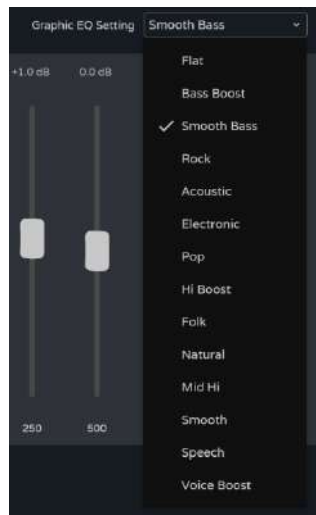 Graphic EQ Setting Smooth Bass
+1.0 dB 0.0 dB
Flat
Bass Boost
Smooth Bass
Rock
Acoustic
Electronic
Pop
Hi Boost
Folk
Natural
Mid Hi
Smooth
250 500
Speech
Voice Boost